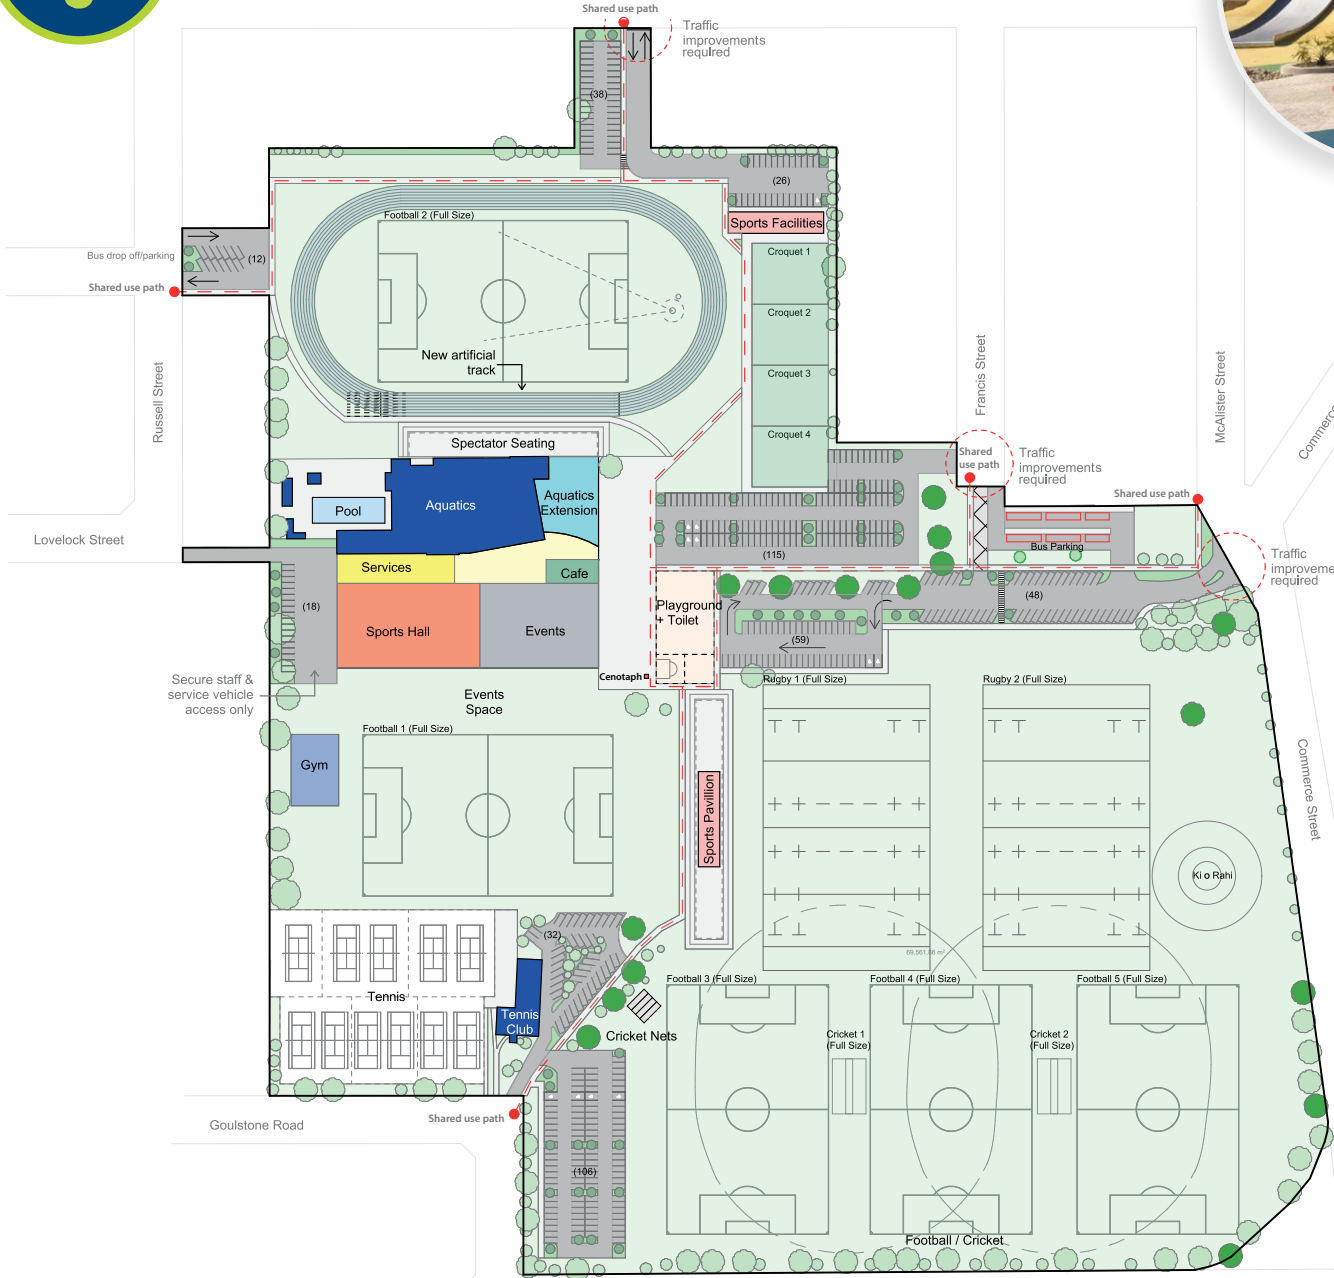 Shared use path
Traffic
improvements
required
(38)
(26)
Sports Facilities
Football 2 (Full Size)
Croquet 1
Bus drop off/parking
(12)
Shared use path
Croquet 2
New artificial
track
Croquet 3
Russell Street
Francis Street
McAlister Street
Croquet 4
Spectator Seating
Shared
use path
Traffic
improvements
required
Shared use path
Aquatics
Aquatics
Extension
Pool
Lovelock Street
(115)
Bus Parking
Traffic
required
Services
Cafe
(18)
Playground
+ Toilet
(48)
Sports Hall
Events
(59)
Cenotaph
Secure staff &
service vehicle
access only
Events
Space
Rugby 1 (Full Size)
Rugby 2 (Full Size)
Football 1 (Full Size)
Gym
Sports Pavillion
Commerce Street
Ki o Rahi
(32)
Football 3 (Full Size)
Football 4 (Full Size)
Football 5 (Full Size)
Tennis
Tennis
Club
Cricket Nets
Cricket 1
(Full Size)
Cricket 2
(Full Size)
Shared use path
Goulstone Road
(106)
Football / Cricket